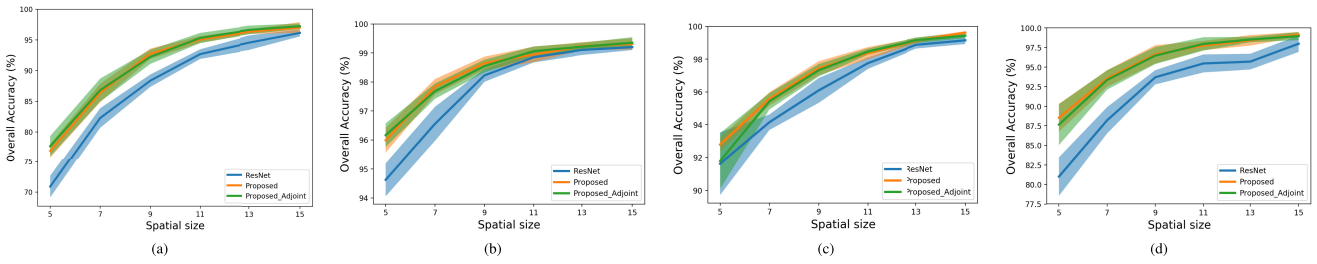 100
95
90
85
80
75
70
5 7 9 11 13 15
Overall Accuracy (%)
Spatial size
ResNet
Proposed
Proposed_Adjoint
(a)
100
99
98
97
96
95
94
5 7 9 11 13 15
Overall Accuracy (%)
Spatial size
ResNet
Proposed
Proposed_Adjoint
(b)
100
98
96
94
92
90
5 7 9 11 13 15
Overall Accuracy (%)
Spatial size
ResNet
Proposed
Proposed_Adjoint
(c)
100.0
97.5
95.0
92.5
90.0
87.5
85.0
82.5
80.0
77.5
5 7 9 11 13 15
Overall Accuracy (%)
Spatial size
ResNet
Proposed
Proposed_Adjoint
(d)